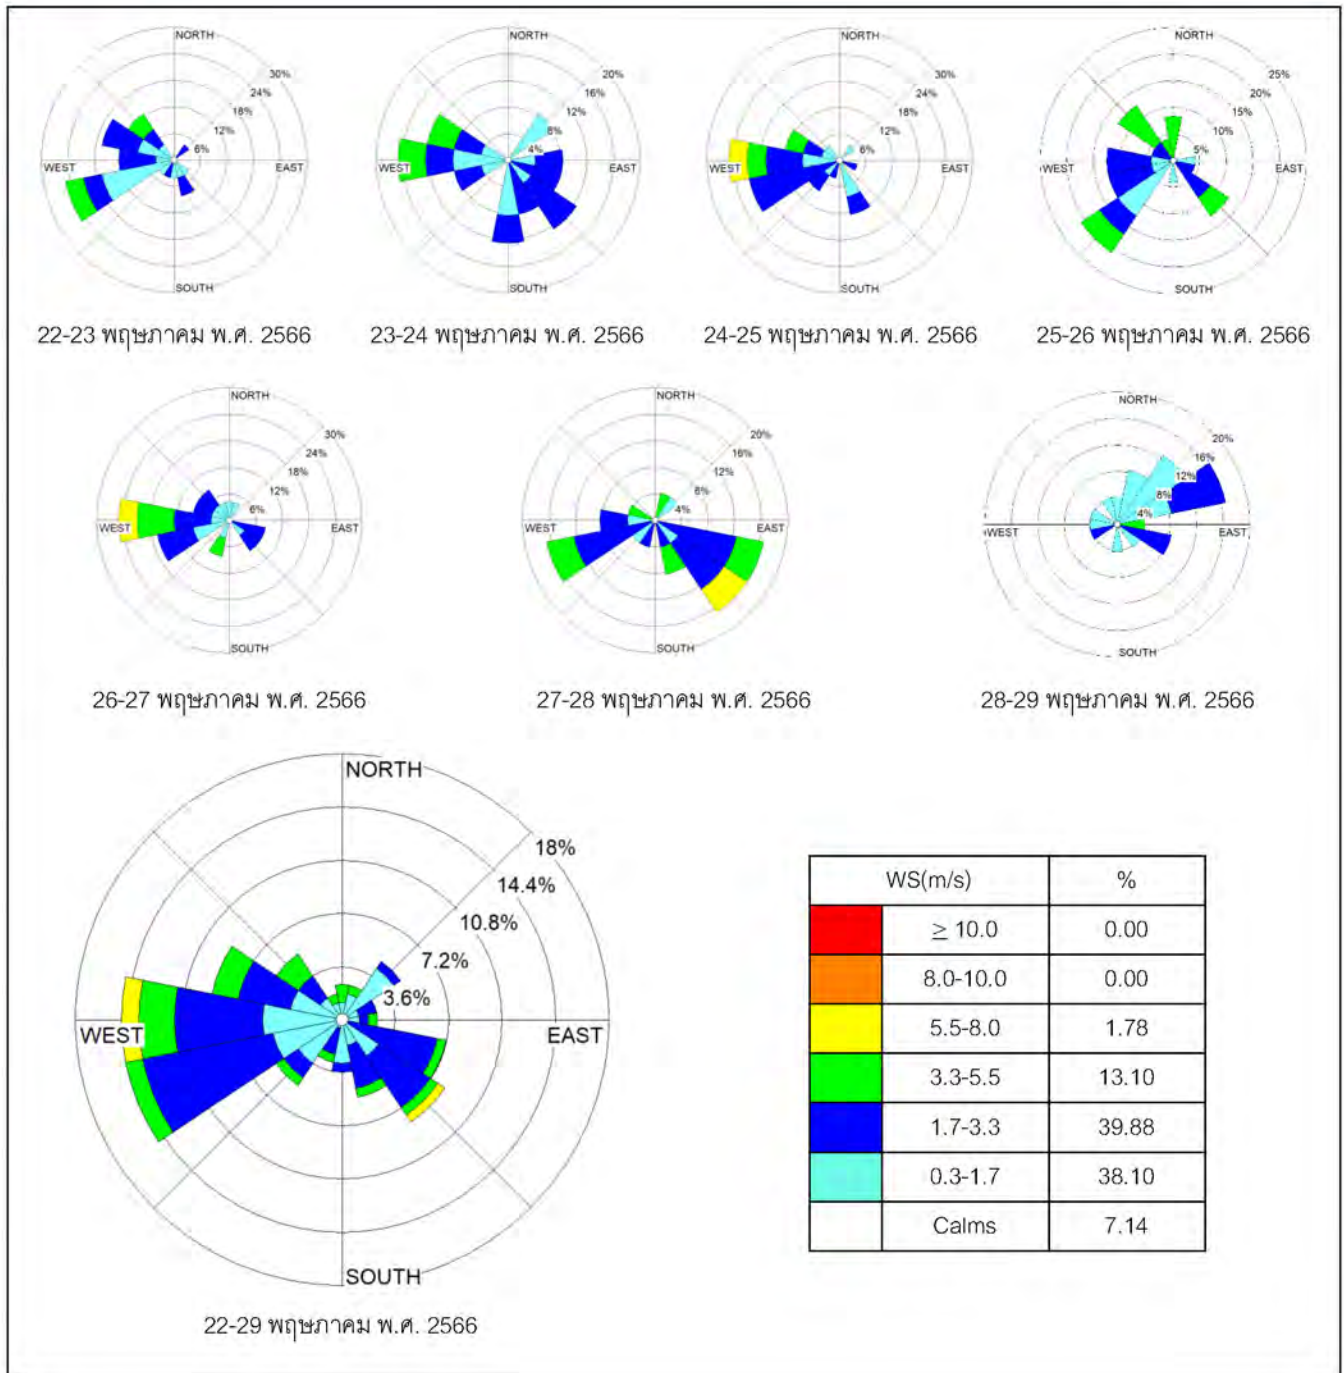 NORTH
30%
24%
18%
12%
6%
WEST
EAST
SOUTH
22-23 พฤษภาคม พ.ศ. 2566
NORTH
20%
16%
12%
8%
4%
WEST
EAST
SOUTH
23-24 พฤษภาคม พ.ศ. 2566
NORTH
30%
24%
18%
12%
6%
WEST
EAST
SOUTH
24-25 พฤษภาคม พ.ศ. 2566
NORTH
25%
20%
15%
10%
5%
WEST
EAST
SOUTH
25-26 พฤษภาคม พ.ศ. 2566
NORTH
30%
24%
18%
12%
6%
WEST
EAST
SOUTH
26-27 พฤษภาคม พ.ศ. 2566
NORTH
20%
16%
12%
8%
4%
WEST
EAST
SOUTH
27-28 พฤษภาคม พ.ศ. 2566
NORTH
20%
16%
12%
8%
4%
WEST
EAST
SOUTH
28-29 พฤษภาคม พ.ศ. 2566
NORTH
18%
14.4%
10.8%
7.2%
3.6%
WEST
EAST
SOUTH
22-29 พฤษภาคม พ.ศ. 2566
WS(m/s) %
≥ 10.0 0.00
8.0-10.0 0.00
5.5-8.0 1.78
3.3-5.5 13.10
1.7-3.3 39.88
0.3-1.7 38.10
Calms 7.14